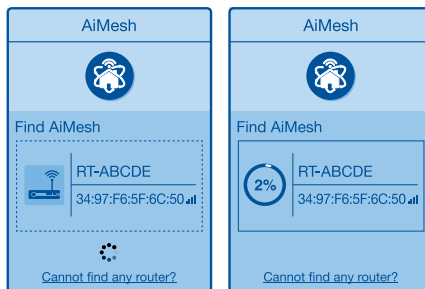 AiMesh
Find AiMesh
RT-ABCDE
34:97:F6:5F:6C:50
Cannot find any router?
AiMesh
Find AiMesh
2%
RT-ABCDE
34:97:F6:5F:6C:50
Cannot find any router?